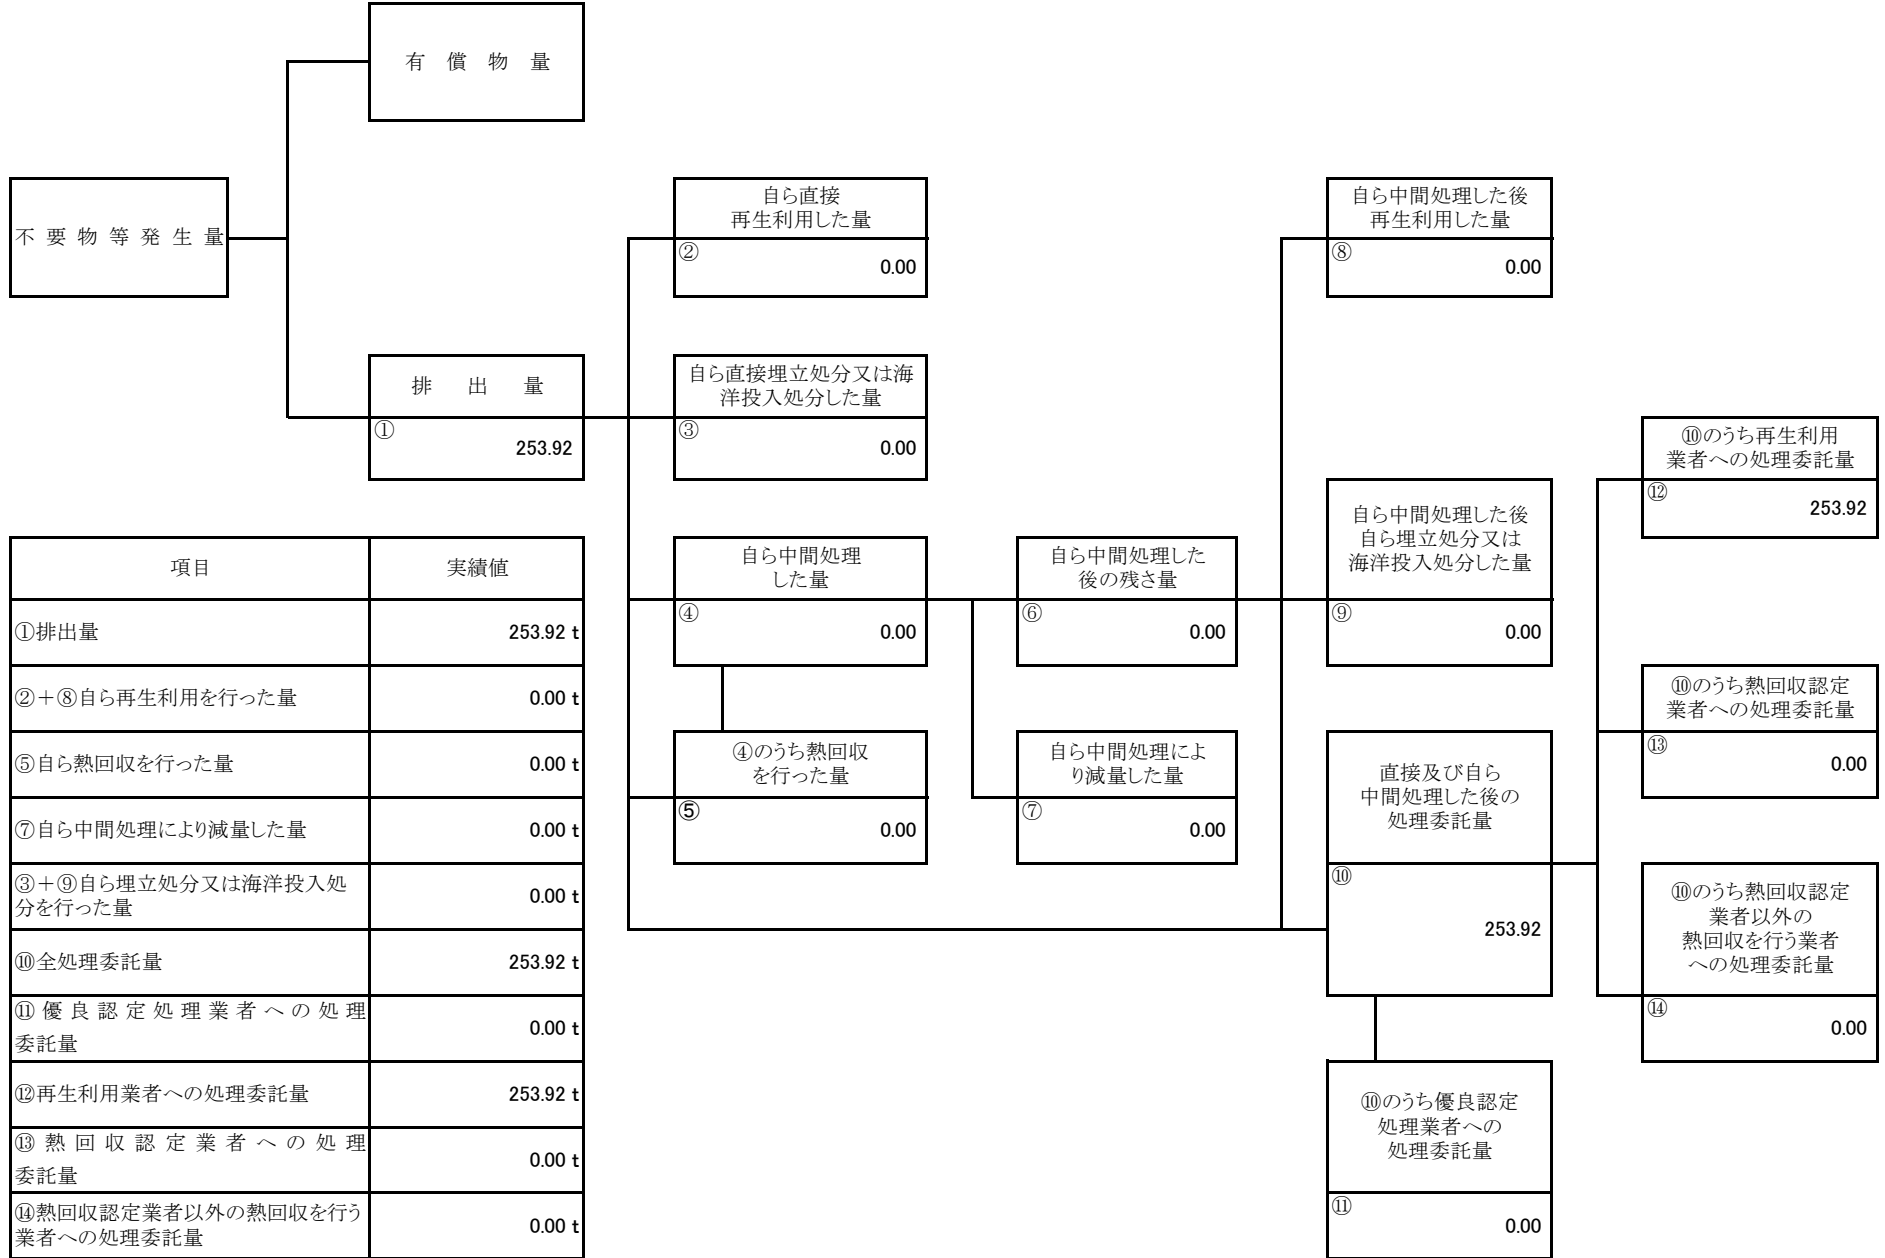 有償物量
不要物等発生量
自ら直接
再生利用した量
②
0.00
自ら中間処理した後
再生利用した量
⑧
0.00
排出量
①
253.92
自ら直接埋立処分又は海
洋投入処分した量
③
0.00
⑩のうち再生利用
業者への処理委託量
⑫
253.92
自ら中間処理
した量
④
0.00
自ら中間処理した
後の残さ量
⑥
0.00
自ら中間処理した後
自ら埋立処分又は
海洋投入処分した量
⑨
0.00
⑩のうち熱回収認定
業者への処理委託量
⑬
0.00
④のうち熱回収
を行った量
⑤
0.00
自ら中間処理によ
り減量した量
⑦
0.00
直接及び自ら
中間処理した後の
処理委託量
⑩
253.92
⑩のうち熱回収認定
業者以外の
熱回収を行う業者
への処理委託量
⑭
0.00
⑩のうち優良認定
処理業者への
処理委託量
⑪
0.00
項目 実績値
①排出量 253.92 t
②+⑧自ら再生利用を行った量 0.00 t
⑤自ら熱回収を行った量 0.00 t
⑦自ら中間処理により減量した量 0.00 t
③+⑨自ら埋立処分又は海洋投入処
分を行った量 0.00 t
⑩全処理委託量 253.92 t
⑪優良認定処理業者への処理
委託量 0.00 t
⑫再生利用業者への処理委託量 253.92 t
⑬熱回収認定業者への処理
委託量 0.00 t
⑭熱回収認定業者以外の熱回収を行う
業者への処理委託量 0.00 t